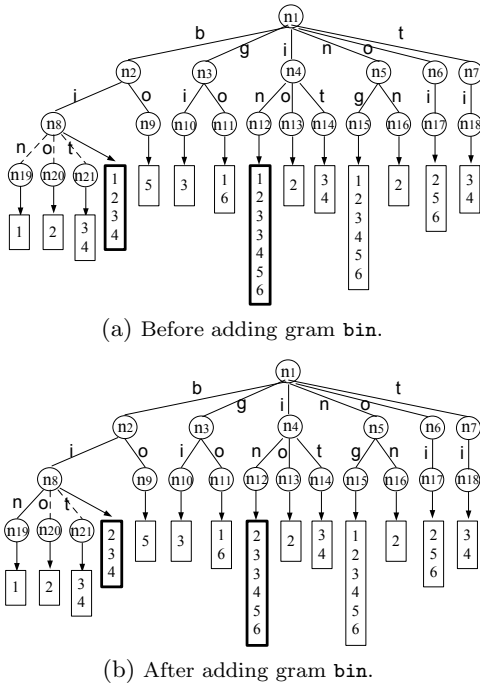 n1
b g i n o t
n2 n3 n4 n5 n6 n7
i o i o n o t g n i i
n8 n9 n10 n11 n12 n13 n14 n15 n16 n17 n18
n o t
n19 n20 n21
1 5 3 1 1 2 3 1 2 2 3
2 6 2 4 2 5 4
3 3 3 6
4 3 3
1 2 3 4 4
4 5 5
6 6
(a) Before adding gram bin.
n1
b g i n o t
n2 n3 n4 n5 n6 n7
i o i o n o t g n i i
n8 n9 n10 n11 n12 n13 n14 n15 n16 n17 n18
n o t
n19 n20 n21
2 5 3 1 2 2 3 1 2 2 3
3 6 3 4 2 5 4
4 3 3 6
1 2 3 4 3
4 5 4
6 5
6
(b) After adding gram bin.